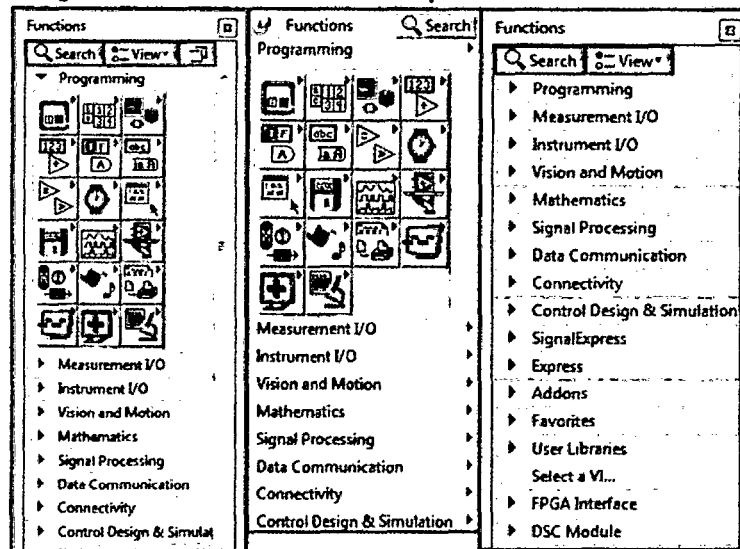 Functions
Search View
Programming
Measurement I/O
Instrument I/O
Vision and Motion
Mathematics
Signal Processing
Data Communication
Connectivity
Control Design & Simulat
Functions Search
Programming
Measurement I/O
Instrument I/O
Vision and Motion
Mathematics
Signal Processing
Data Communication
Connectivity
Control Design & Simulation
Functions
Search View
Programming
Measurement I/O
Instrument I/O
Vision and Motion
Mathematics
Signal Processing
Data Communication
Connectivity
Control Design & Simulation
SignalExpress
Express
Addons
Favorites
User Libraries
Select a VI...
FPGA Interface
DSC Module